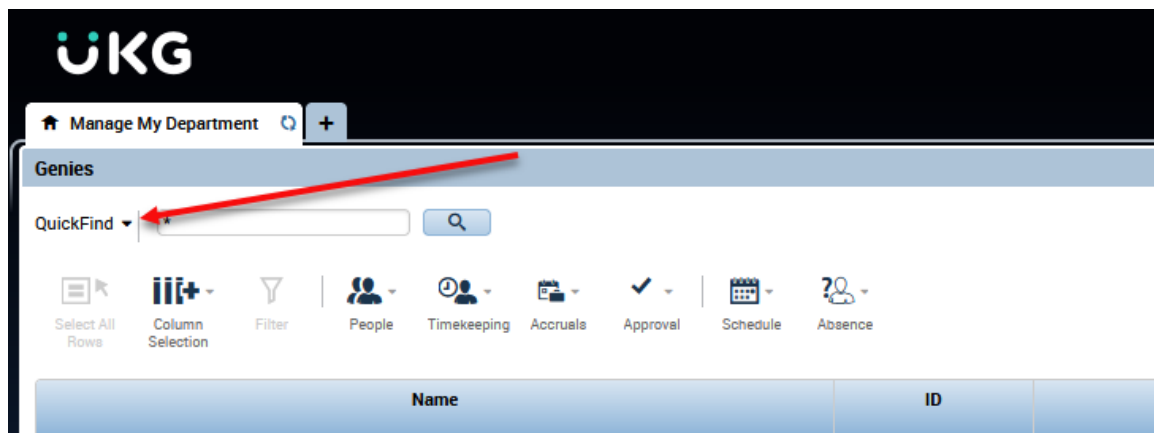 UKG
Manage My Department +
Genies
QuickFind *
Select All Rows
Column Selection
Filter
People
Timekeeping
Accruals
Approval
Schedule
Absence
Name ID